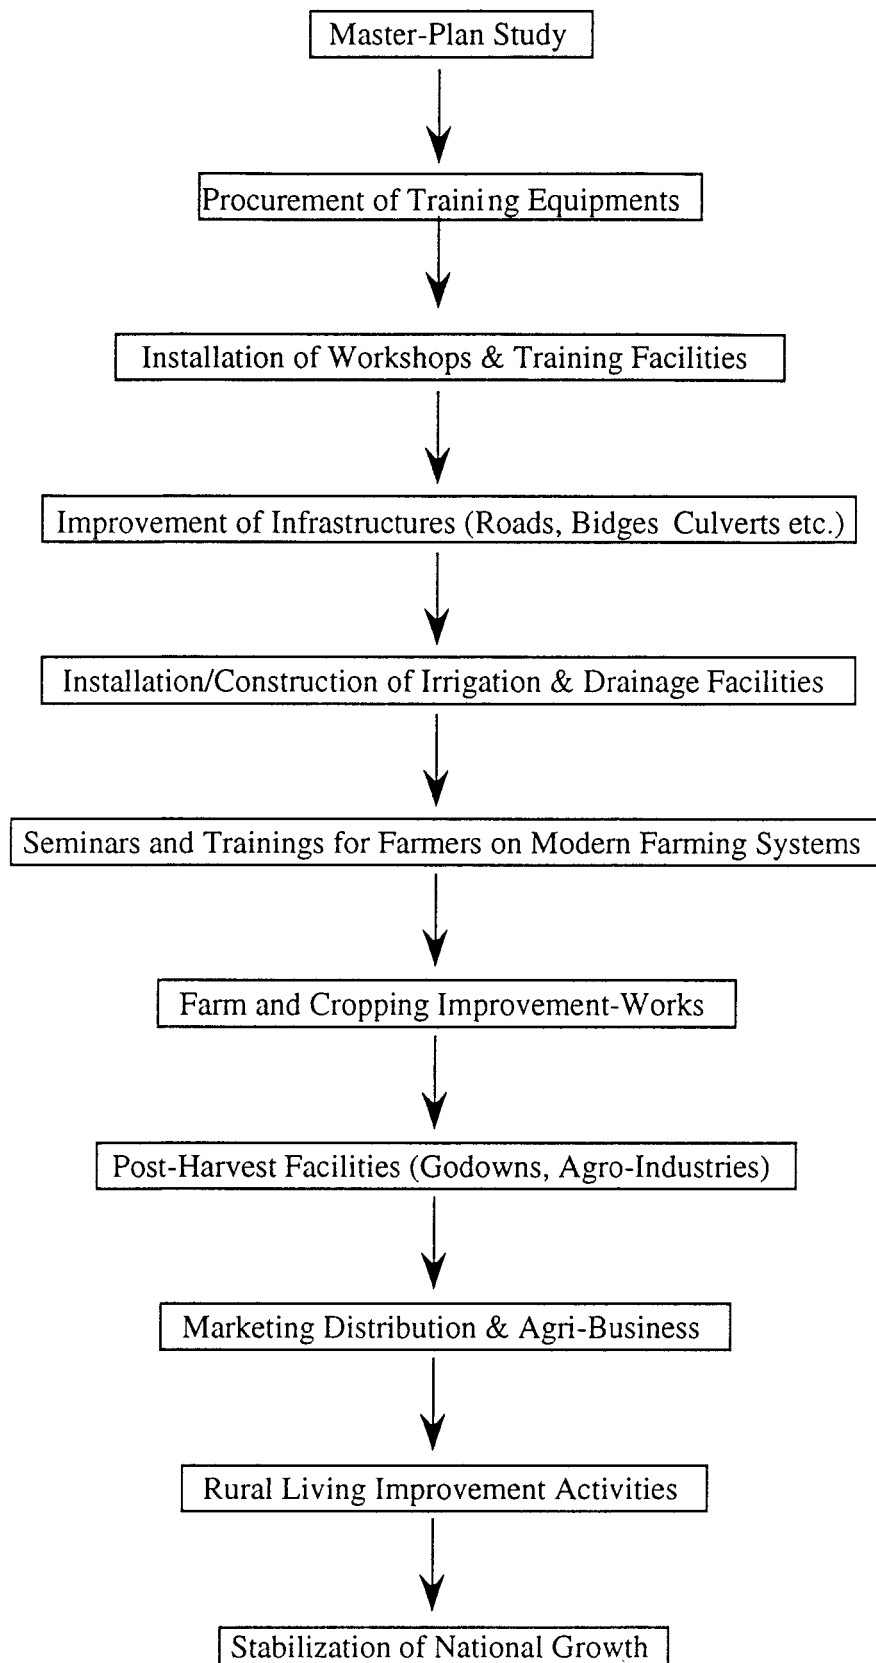 Master-Plan Study
Procurement of Training Equipments
Installation of Workshops & Training Facilities
Improvement of Infrastructures (Roads, Bidges Culverts etc.)
Installation/Construction of Irrigation & Drainage Facilities
Seminars and Trainings for Farmers on Modern Farming Systems
Farm and Cropping Improvement-Works
Post-Harvest Facilities (Godowns, Agro-Industries)
Marketing Distribution & Agri-Business
Rural Living Improvement Activities
Stabilization of National Growth